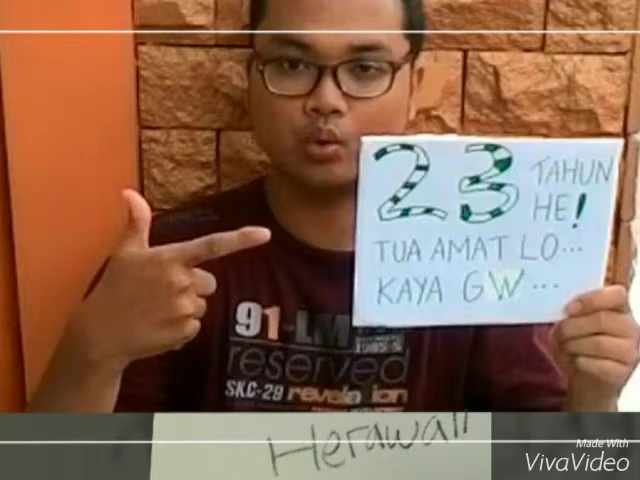 23 TAHUN
HE!
TUA AMAT LO...
KAYA GW...
91-LM
reserved
SKC-29
Herawati
Made With
VivaVideo